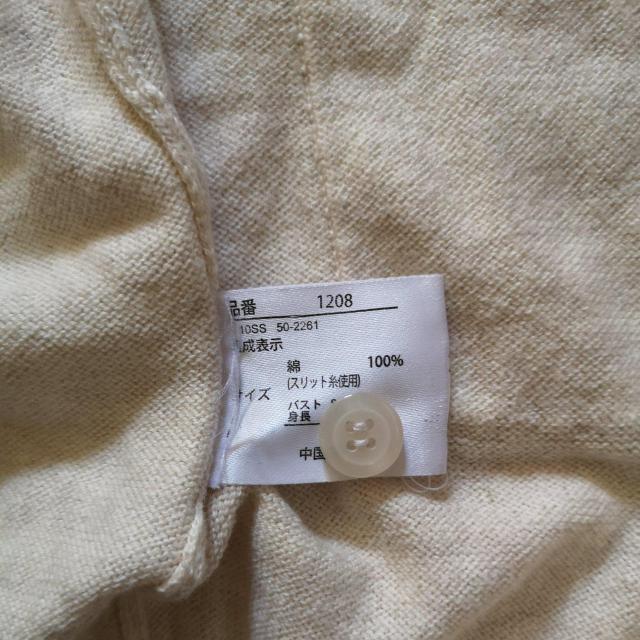 品番 1208
10SS 50-2261
成表示
綿 100%
(スリット糸使用)
イズ
バスト
身長
中国